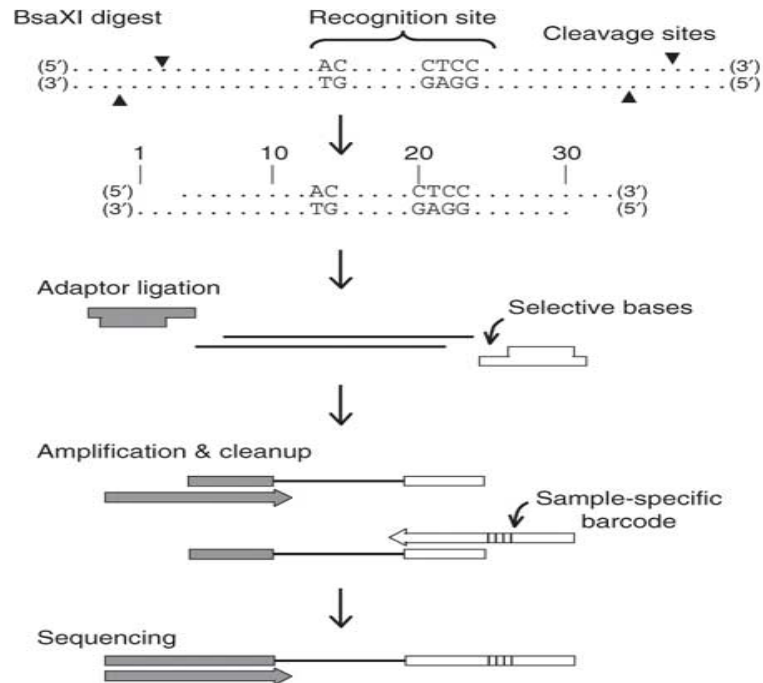 BsaXI digest
Recognition site
Cleavage sites
(5′). . . . . . . . . . . . . . . . .AC. . . . .CTCC. . . . . . . . . . . . . . . . .(3′)
(3′). . . . . . . . . . . . . . . . .TG. . . . .GAGG. . . . . . . . . . . . . . . . .(5′)
1 10 20 30
(5′) . . . . . . . . .AC. . . . .CTCC. . . . . . . . . .(3′)
(3′). . . . . . . . . . . .TG. . . . .GAGG. . . . . . . (5′)
Adaptor ligation
Selective bases
Amplification & cleanup
Sample-specific
barcode
Sequencing